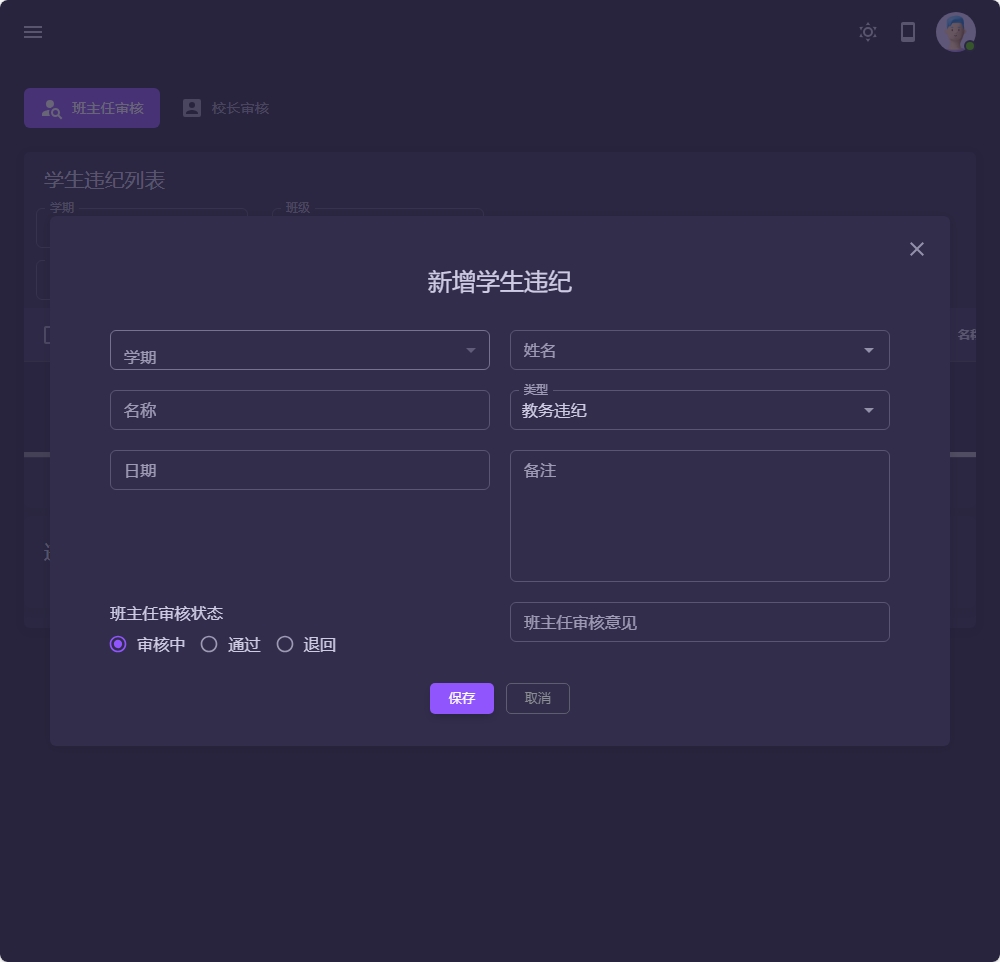 班主任审核
校长审核
学生违纪列表
学期
班级
新增学生违纪
学期
姓名
名称
类型
教务违纪
日期
备注
班主任审核状态
审核中
通过
退回
班主任审核意见
保存
取消